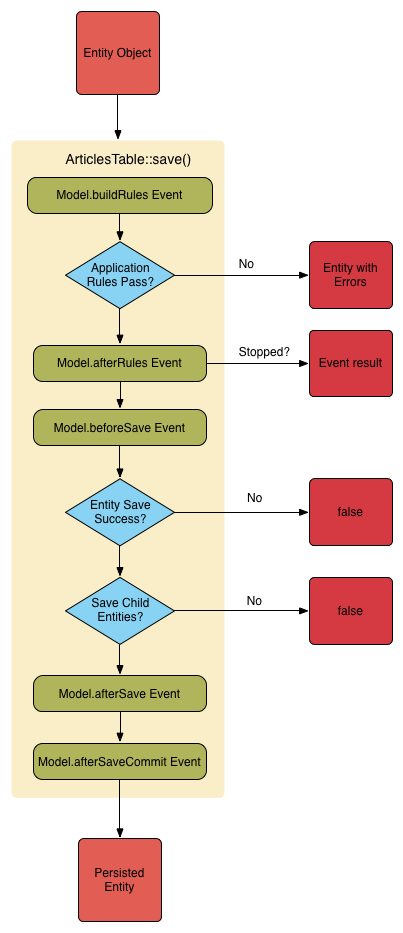 Entity Object
ArticlesTable::save()
Model.buildRules Event
Application
Rules Pass?
No
Entity with
Errors
Model.afterRules Event
Stopped?
Event result
Model.beforeSave Event
Entity Save
Success?
No
false
Save Child
Entities?
No
false
Model.afterSave Event
Model.afterSaveCommit Event
Persisted
Entity